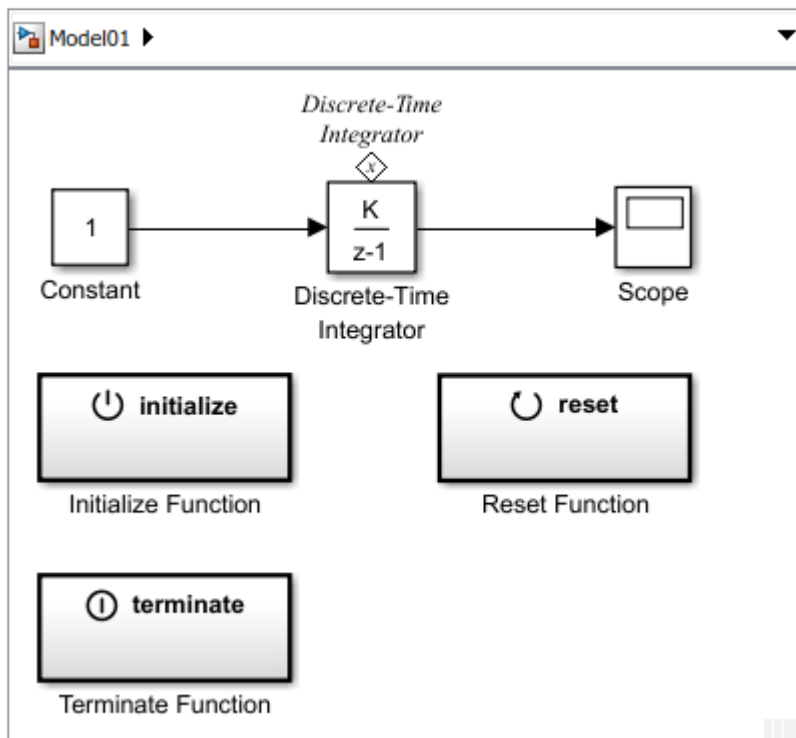 Model01
Discrete-Time
Integrator
x
1
K
z-1
Constant
Discrete-Time
Integrator
Scope
initialize
reset
Initialize Function
Reset Function
terminate
Terminate Function